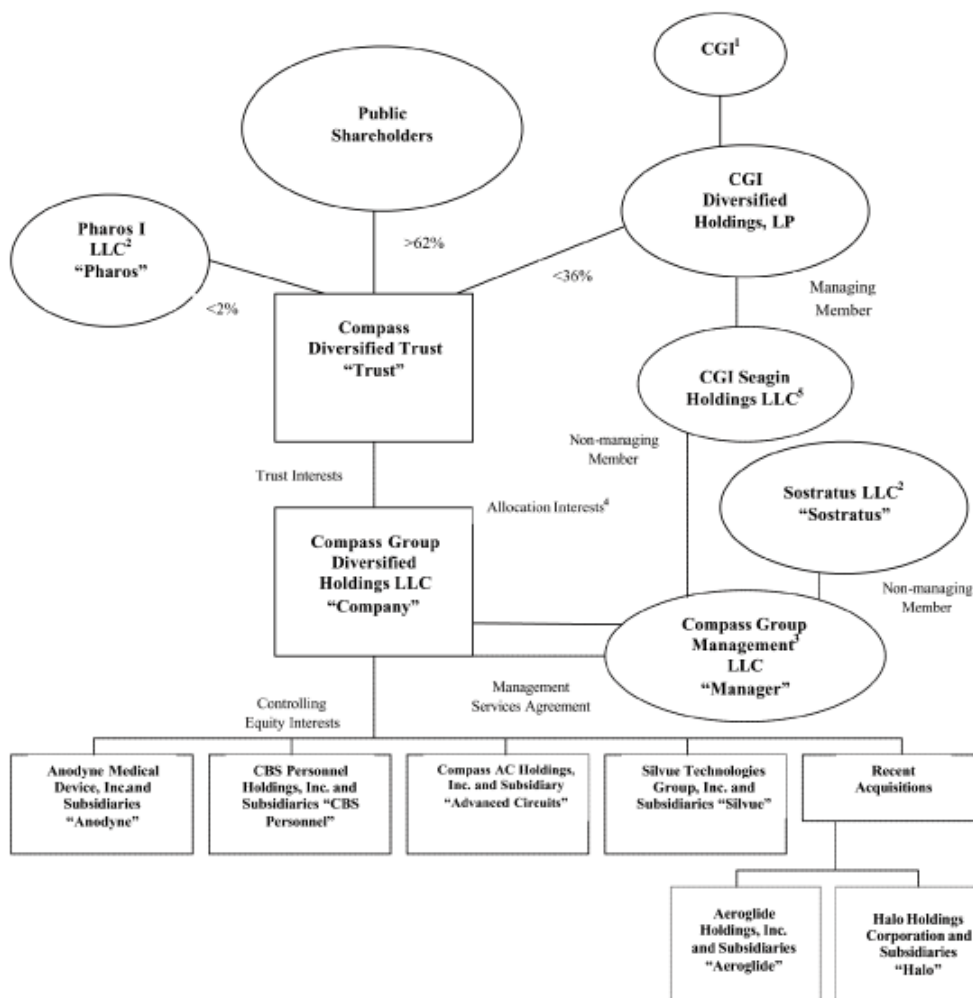 CGI¹
Public
Shareholders
CGI
Diversified
Holdings, LP
Pharos I
LLC²
“Pharos”
>62%
<36%
<2%
Managing
Member
Compass
Diversified Trust
“Trust”
CGI Seagin
Holdings LLC⁵
Non-managing
Member
Trust Interests
Sostratus LLC²
“Sostratus”
Allocation Interests⁴
Compass Group
Diversified
Holdings LLC
“Company”
Non-managing
Member
Compass Group
Management³
LLC
“Manager”
Controlling
Equity Interests
Management
Services Agreement
Anodyne Medical
Device, Inc.and
Subsidiaries
“Anodyne”
CBS Personnel
Holdings, Inc. and
Subsidiaries “CBS
Personnel”
Compass AC Holdings,
Inc. and Subsidiary
“Advanced Circuits”
Silvue Technologies
Group, Inc. and
Subsidiaries “Silvue”
Recent
Acquisitions
Aeroglide
Holdings, Inc.
and Subsidiaries
“Aeroglide”
Halo Holdings
Corporation and
Subsidiaries
“Halo”